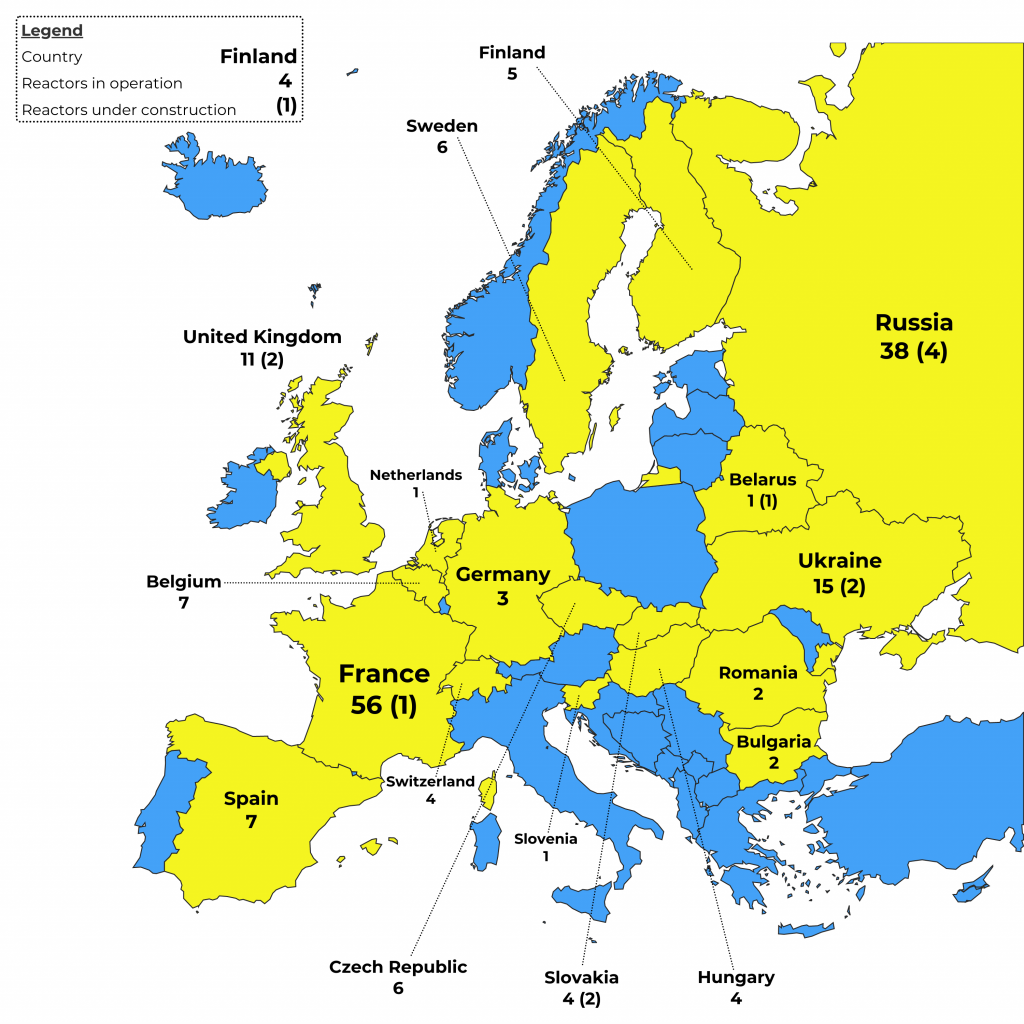 Legend
Country Finland
Reactors in operation 4
Reactors under construction (1)
Finland
5
Sweden
6
United Kingdom
11 (2)
Russia
38 (4)
Netherlands
1
Belarus
1 (1)
Belgium
7
Germany
3
Ukraine
15 (2)
France
56 (1)
Romania
2
Bulgaria
2
Switzerland
4
Spain
7
Slovenia
1
Czech Republic
6
Slovakia
4 (2)
Hungary
4